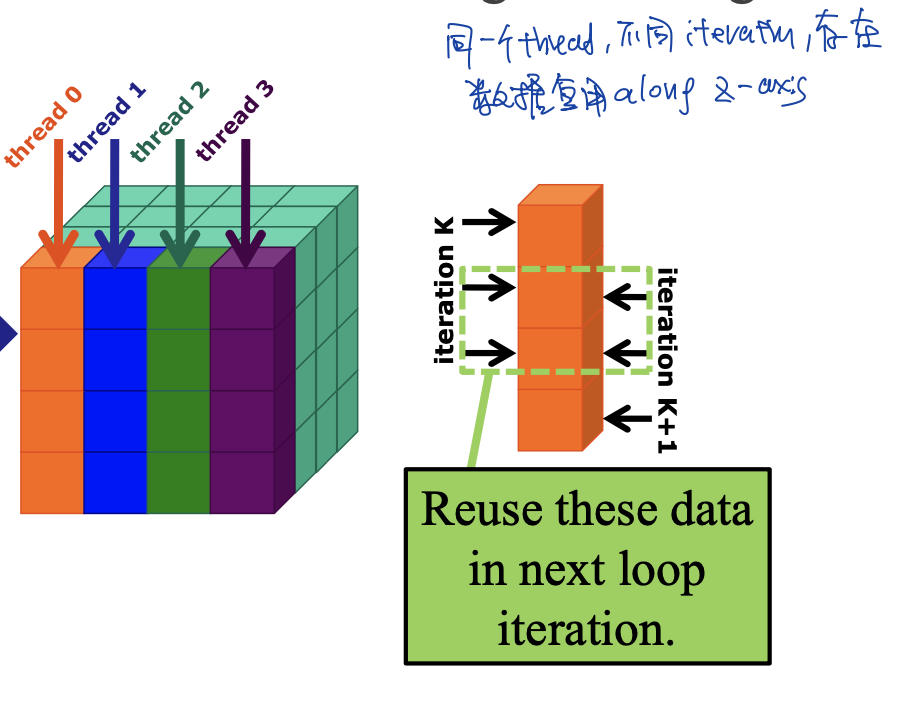 同一个thread,不同iteration,存在
数据复用along z-axis
thread 0
thread 1
thread 2
thread 3
iteration K
iteration K+1
Reuse these data
in next loop
iteration.